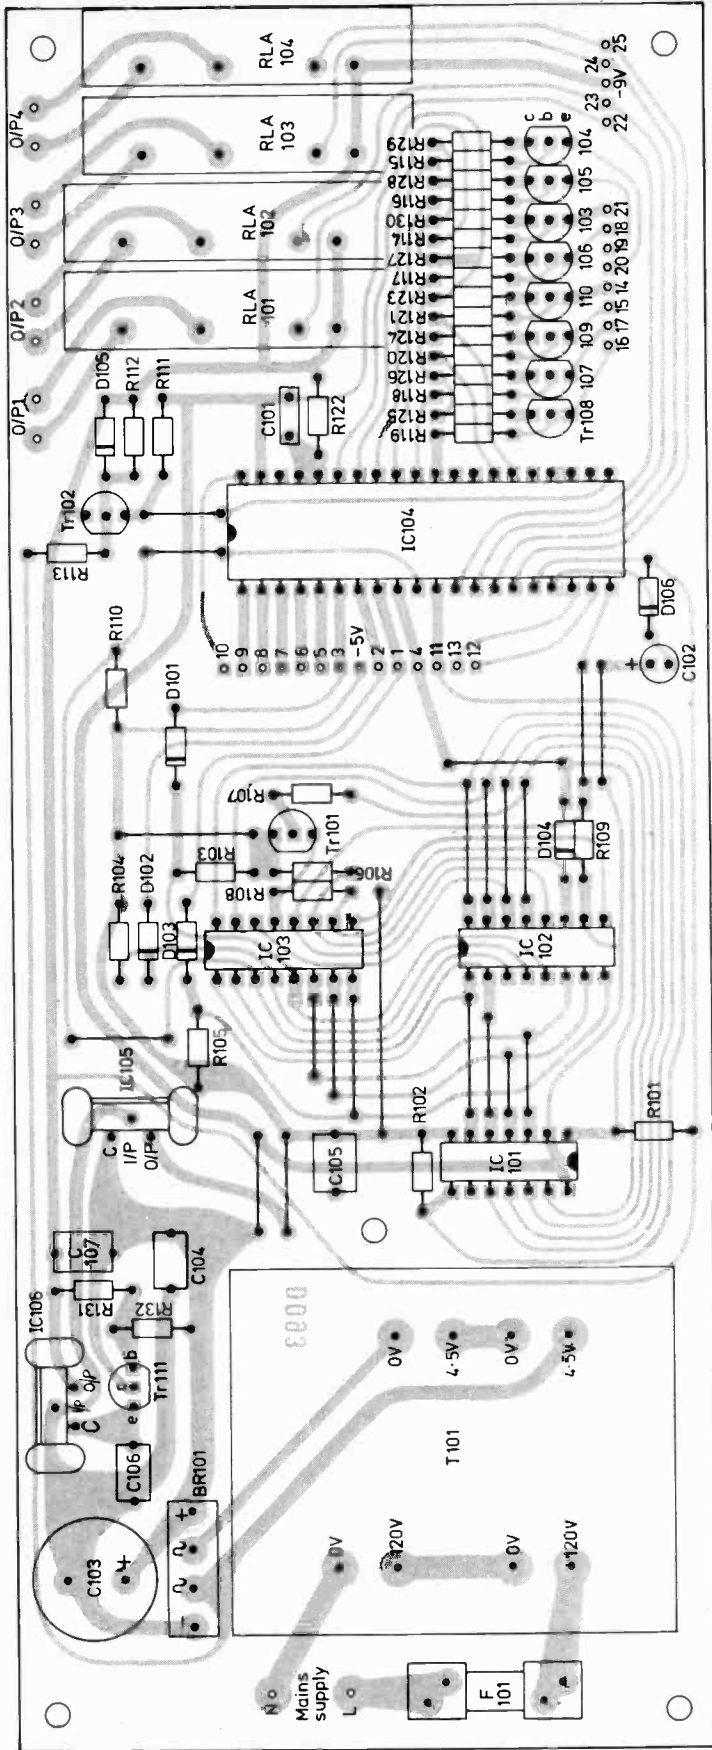 O/P4
O/P3
O/P2
O/P1
RLA
104
RLA
103
RLA
102
RLA
101
25
24
-9V
23
22
c
b
e
R129
R115
R128
R116
R130
R114
R127
R117
R123
R121
R124
R120
R126
R118
R125
R119
104
105
103
106
110
109
107
Tr108
21
18
19
20
14
15
17
16
D105
R112
R111
C101
R122
Tr102
R113
IC104
R110
D101
10
9
8
7
6
5
3
-5V
2
1
4
11
13
12
D106
+
C102
R107
Tr101
R104
D102
R103
R108
R106
D104
R109
D103
IC
103
IC
102
IC105
R105
C
I/P
O/P
C105
R102
IC
101
R101
C
107
C104
R131
R132
IC106
O/P
I/P
C
b
c
e
Tr111
C106
BR101
C103
+
+
~
~
-
D093
0V
4·5V
0V
4·5V
T101
0V
120V
0V
120V
N
Mains
supply
L
F
101